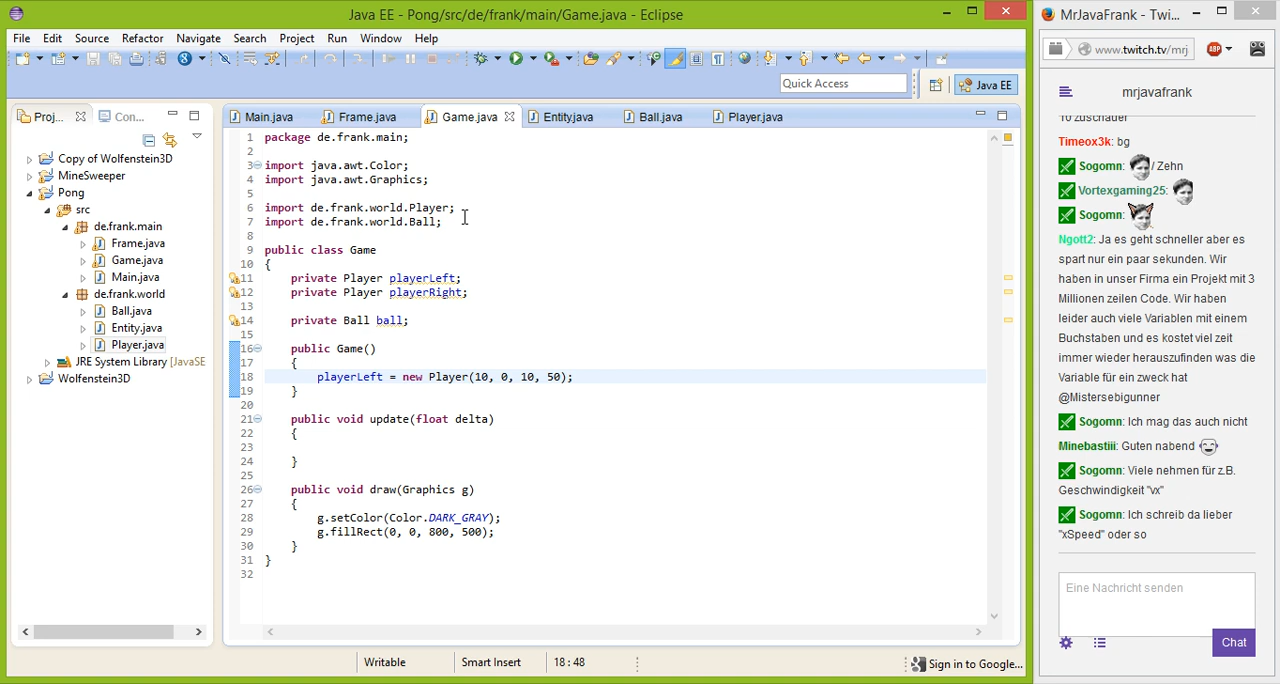 Java EE - Pong/src/de/frank/main/Game.java - Eclipse
File Edit Source Refactor Navigate Search Project Run Window Help
Quick Access
Java EE
Proj...
Con...
Copy of Wolfenstein3D
MineSweeper
Pong
src
de.frank.main
Frame.java
Game.java
Main.java
de.frank.world
Ball.java
Entity.java
Player.java
JRE System Library [JavaSE
Wolfenstein3D
Main.java Frame.java Game.java Entity.java Ball.java Player.java
1 package de.frank.main;
2
3 import java.awt.Color;
4 import java.awt.Graphics;
5
6 import de.frank.world.Player;
7 import de.frank.world.Ball;
8
9 public class Game
10 {
11 private Player playerLeft;
12 private Player playerRight;
13
14 private Ball ball;
15
16 public Game()
17 {
18 playerLeft = new Player(10, 0, 10, 50);
19 }
20
21 public void update(float delta)
22 {
23
24 }
25
26 public void draw(Graphics g)
27 {
28 g.setColor(Color.DARK_GRAY);
29 g.fillRect(0, 0, 800, 500);
30 }
31 }
32
Writable Smart Insert 18 : 48 Sign in to Google...
MrJavaFrank - Twi...
www.twitch.tv/mrj
ABP
mrjavafrank
10 Zuschauer
Timeox3k: bg
Sogomn: / Zehn
Vortexgaming25:
Sogomn:
Ngott2: Ja es geht schneller aber es
spart nur ein paar sekunden. Wir
haben in unser Firma ein Projekt mit 3
Millionen zeilen Code. Wir haben
leider auch viele Variablen mit einem
Buchstaben und es kostet viel zeit
immer wieder herauszufinden was die
Variable für ein zweck hat
@Mistersebigunner
Sogomn: Ich mag das auch nicht
Minebastiii: Guten nabend
Sogomn: Viele nehmen für z.B.
Geschwindigkeit "vx"
Sogomn: Ich schreib da lieber
"xSpeed" oder so
Eine Nachricht senden
Chat